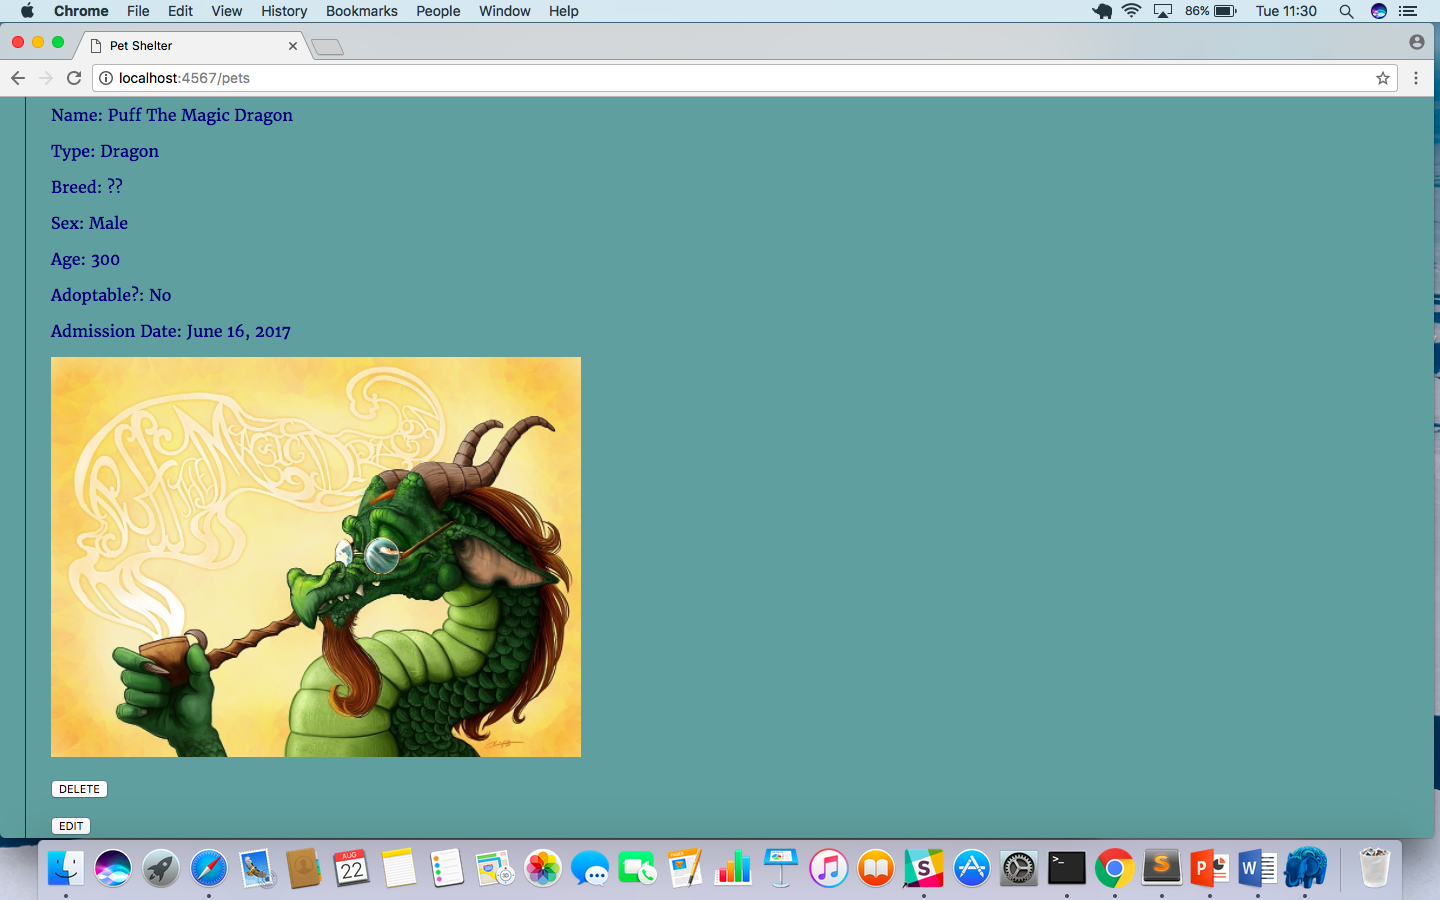 Chrome File Edit View History Bookmarks People Window Help 86% Tue 11:30
Pet Shelter
localhost:4567/pets
Name: Puff The Magic Dragon
Type: Dragon
Breed: ??
Sex: Male
Age: 300
Adoptable?: No
Admission Date: June 16, 2017
PUFF THE MAGIC DRAGON
DELETE
EDIT
AUG
22